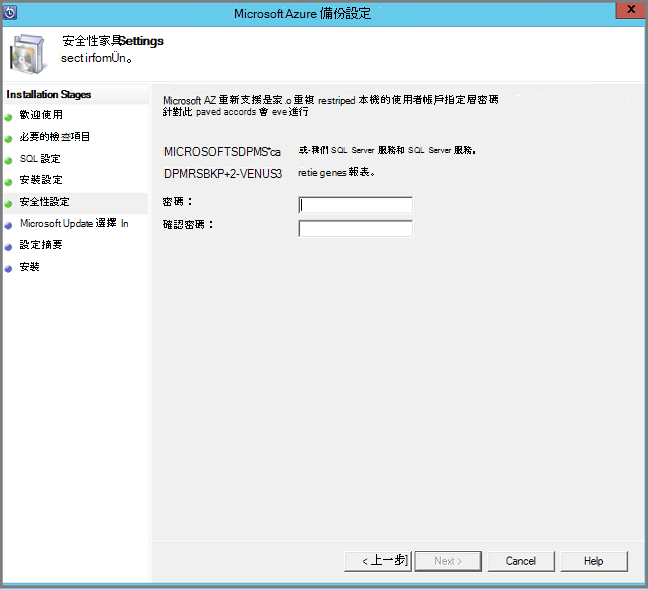 Microsoft Azure 備份設定
X
安全性家具Settings
sect irfomÜn。
Installation Stages
歡迎使用
必要的檢查項目
SQL 設定
安裝設定
安全性設定
Microsoft Update 選擇 In
設定摘要
安裝
Microsoft AZ 重新支援是家 .o 重複 restriped 本機的使用者帳戶指定層密碼
針對此 paved accords 會 eve 進行
MICROSOFTSDPMS*ca
或-我們 SQL Server 服務和 SQL Server 服務。
DPMRSBKP+2-VENUS3
retie genes 報表。
密碼：
確認密碼：
< 上一步]
Next >
Cancel
Help